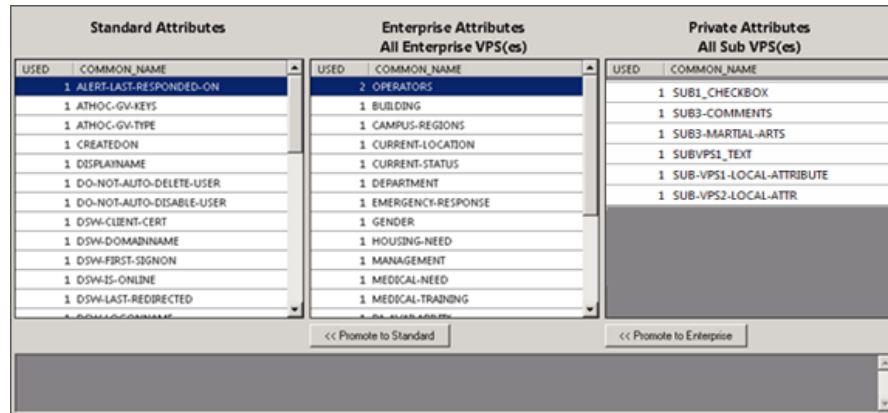 Standard Attributes
Enterprise Attributes
All Enterprise VPS(es)
Private Attributes
All Sub VPS(es)
USED COMMON_NAME
1 ALERT-LAST-RESPONDED-ON
1 ATHOC-GV-KEYS
1 ATHOC-GV-TYPE
1 CREATEDON
1 DISPLAYNAME
1 DO-NOT-AUTO-DELETE-USER
1 DO-NOT-AUTO-DISABLE-USER
1 DSW-CLIENT-CERT
1 DSW-DOMAINNAME
1 DSW-FIRST-SIGNON
1 DSW-IS-ONLINE
1 DSW-LAST-REDIRECTED
USED COMMON_NAME
2 OPERATORS
1 BUILDING
1 CAMPUS-REGIONS
1 CURRENT-LOCATION
1 CURRENT-STATUS
1 DEPARTMENT
1 EMERGENCY-RESPONSE
1 GENDER
1 HOUSING-NEED
1 MANAGEMENT
1 MEDICAL-NEED
1 MEDICAL-TRAINING
<< Promote to Standard
USED COMMON_NAME
1 SUB1_CHECKBOX
1 SUB3-COMMENTS
1 SUB3-MARTIAL-ARTS
1 SUBVPS1_TEXT
1 SUB-VPS1-LOCAL-ATTRIBUTE
1 SUB-VPS2-LOCAL-ATTR
<< Promote to Enterprise